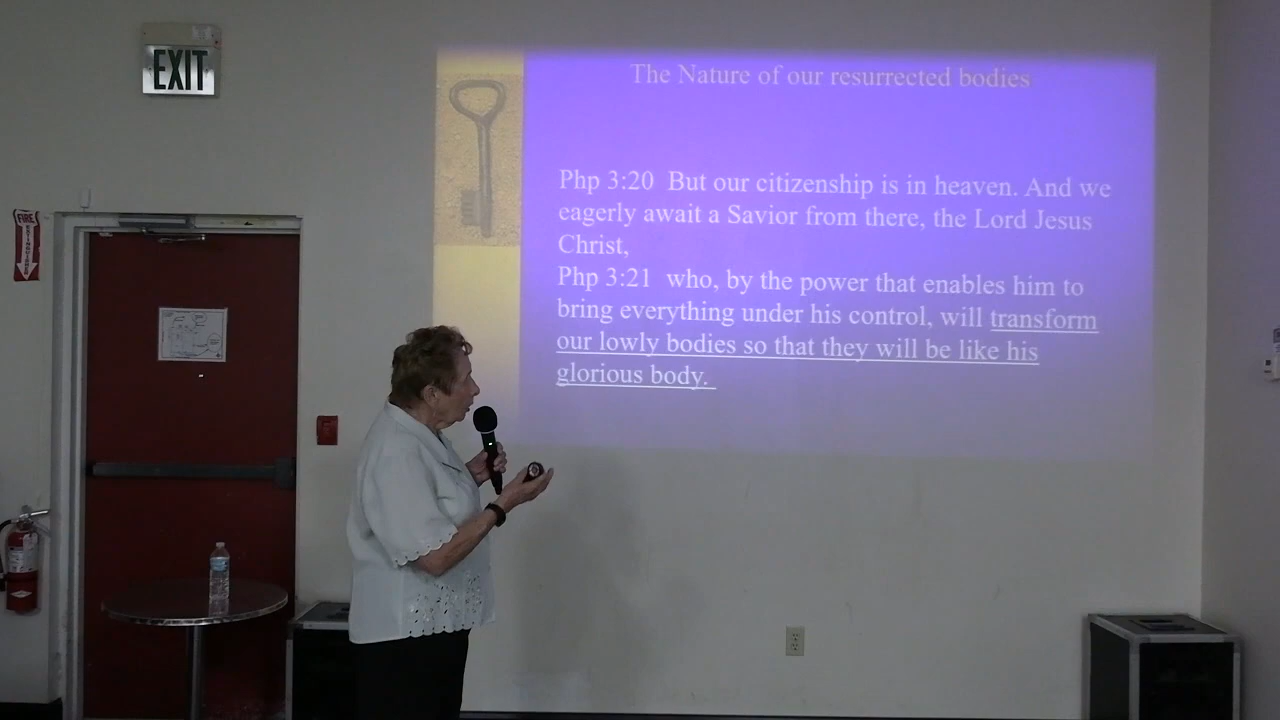 EXIT
The Nature of our resurrected bodies
Php 3:20 But our citizenship is in heaven. And we
eagerly await a Savior from there, the Lord Jesus
Christ,
Php 3:21 who, by the power that enables him to
bring everything under his control, will transform
our lowly bodies so that they will be like his
glorious body.
FIRE